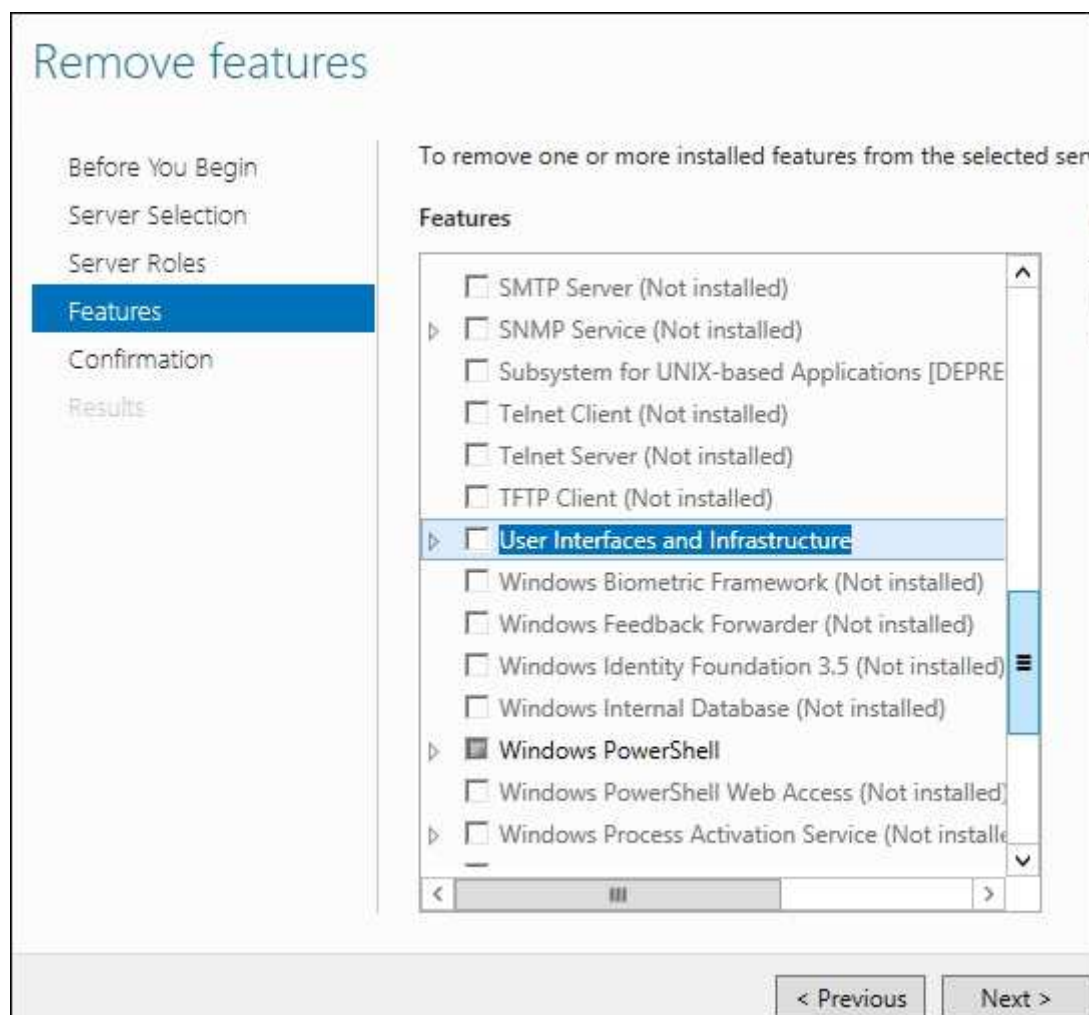 Remove features
Before You Begin
Server Selection
Server Roles
Features
Confirmation
Results
To remove one or more installed features from the selected ser
Features
SMTP Server (Not installed)
SNMP Service (Not installed)
Subsystem for UNIX-based Applications [DEPRE
Telnet Client (Not installed)
Telnet Server (Not installed)
TFTP Client (Not installed)
User Interfaces and Infrastructure
Windows Biometric Framework (Not installed)
Windows Feedback Forwarder (Not installed)
Windows Identity Foundation 3.5 (Not installed)
Windows Internal Database (Not installed)
Windows PowerShell
Windows PowerShell Web Access (Not installed)
Windows Process Activation Service (Not installe
< Previous
Next >